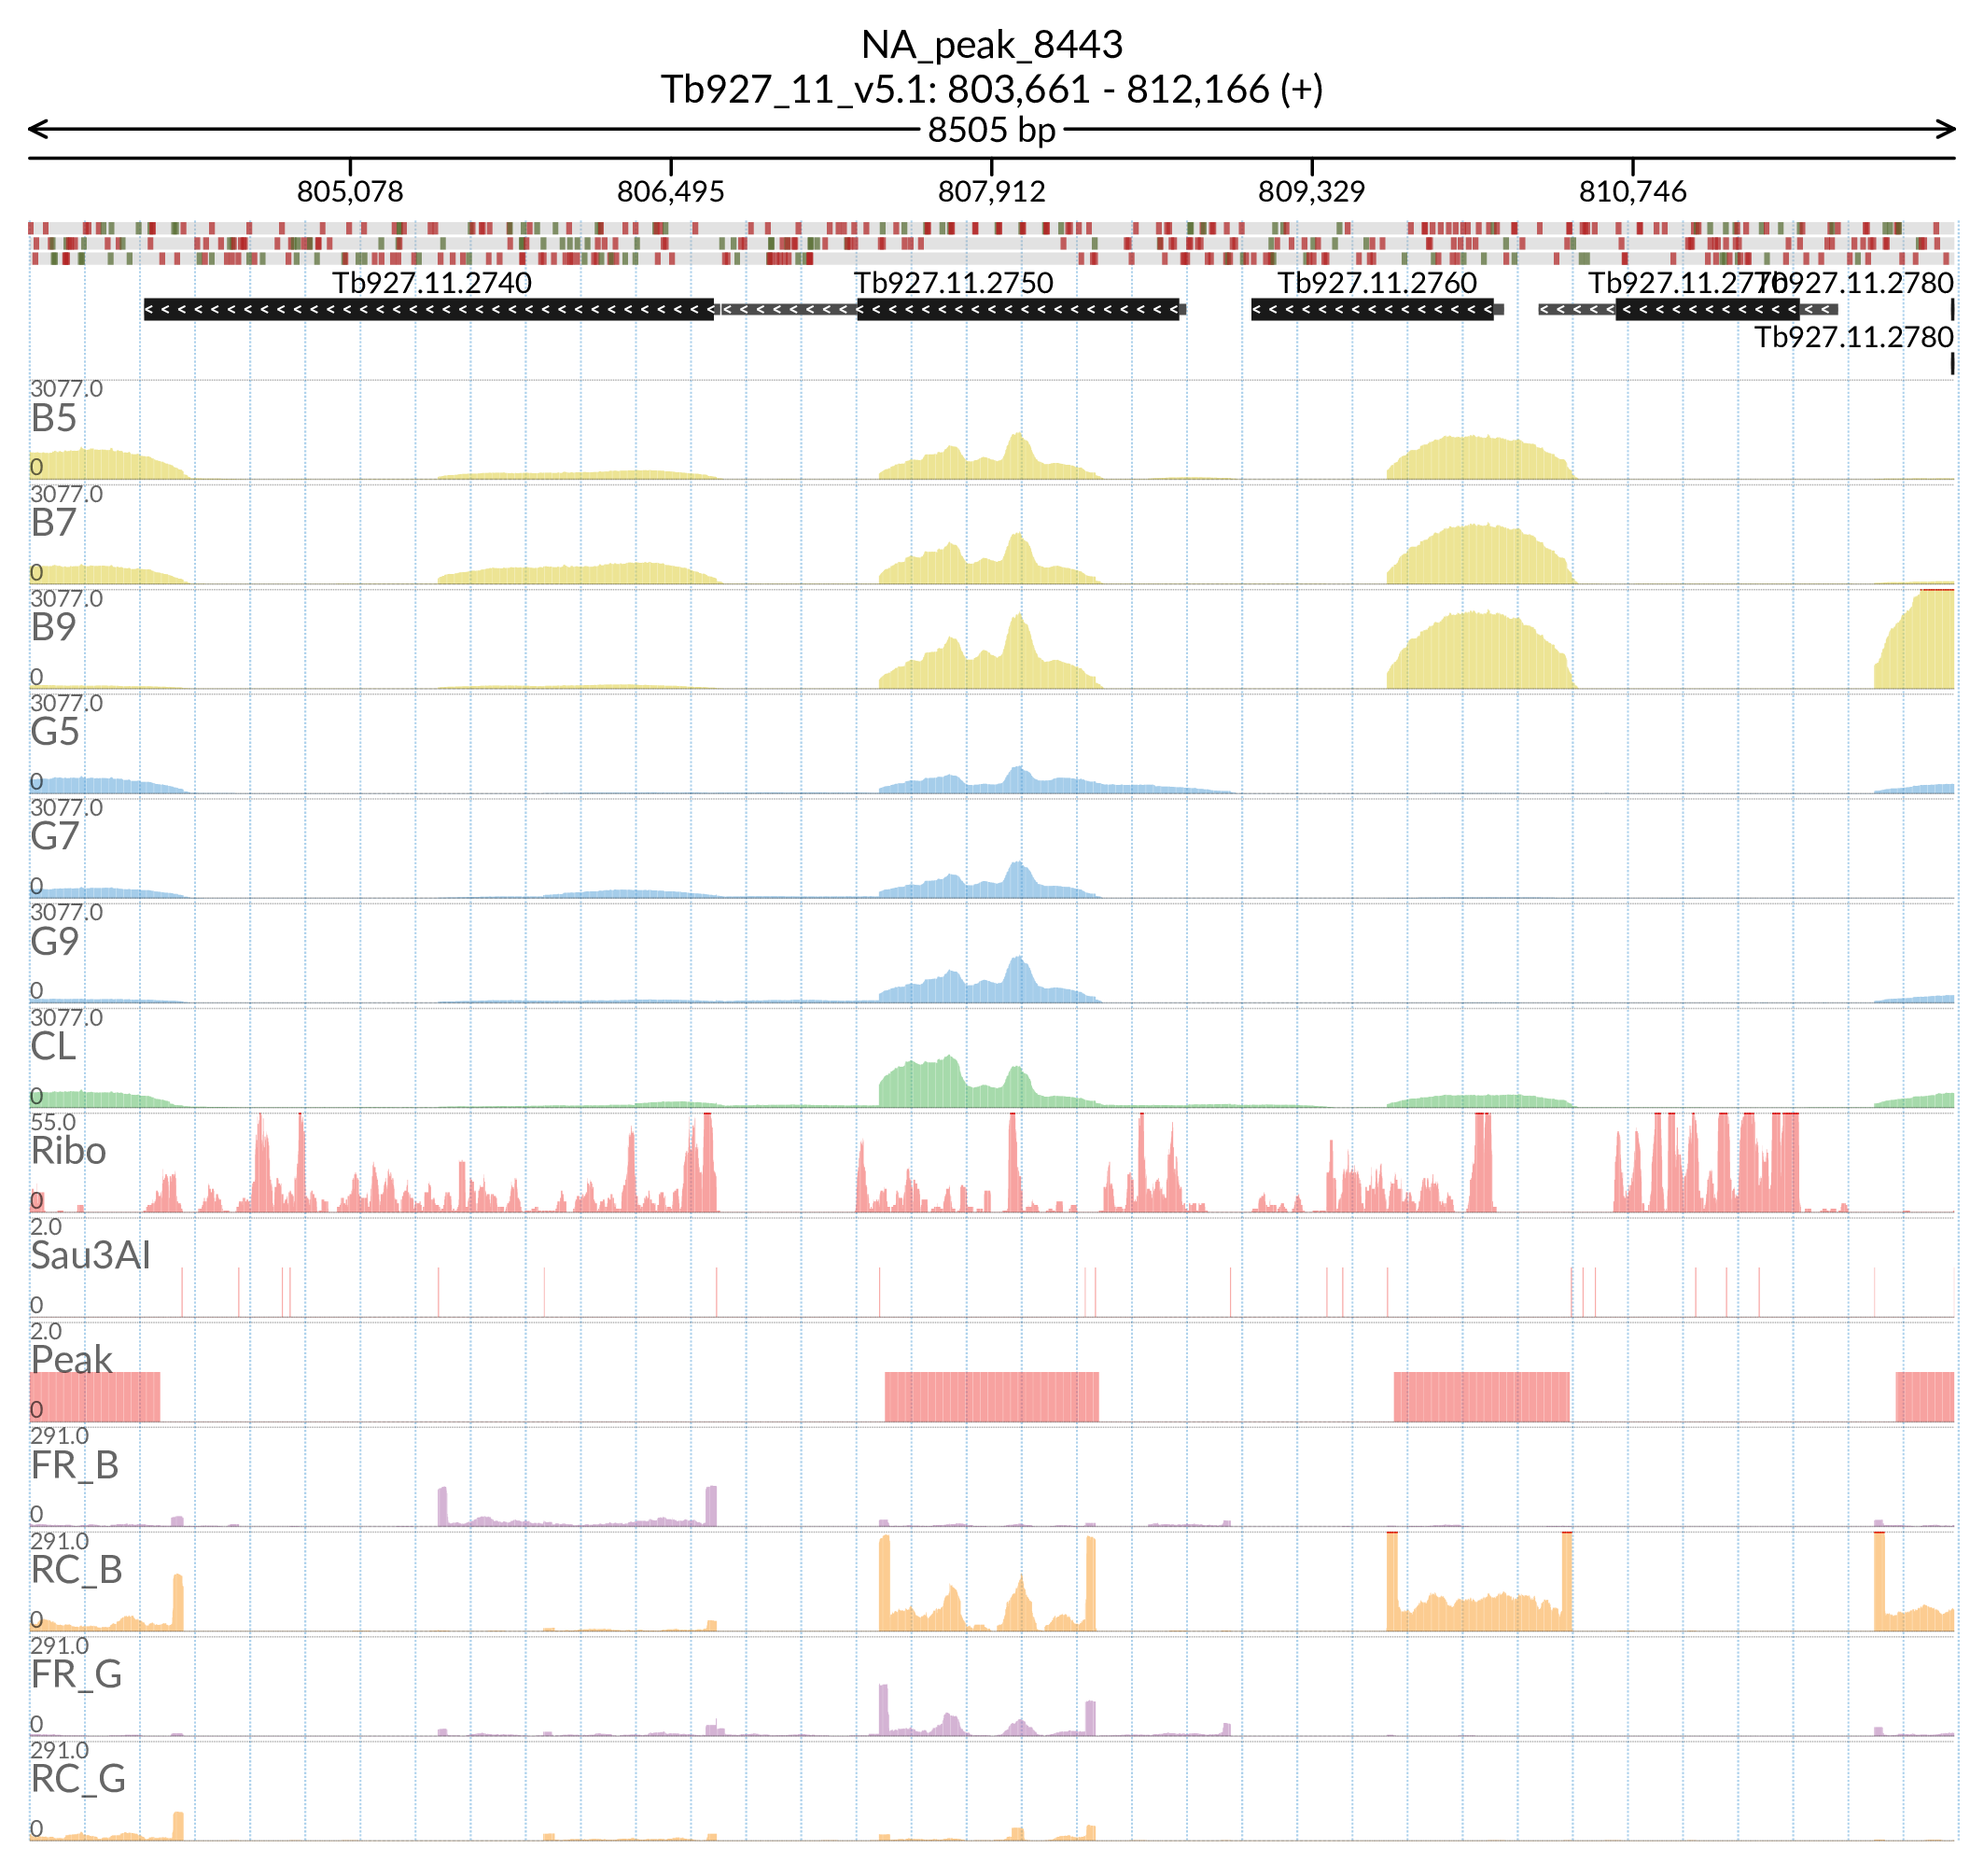 NA_peak_8443
Tb927_11_v5.1: 803,661 - 812,166 (+)
8505 bp
805,078 806,495 807,912 809,329 810,746
Tb927.11.2740 Tb927.11.2750 Tb927.11.2760 Tb927.11.2770 Tb927.11.2780
Tb927.11.2780
3077.0
B5
0
3077.0
B7
0
3077.0
B9
0
3077.0
G5
0
3077.0
G7
0
3077.0
G9
0
3077.0
CL
0
55.0
Ribo
0
2.0
Sau3AI
0
2.0
Peak
0
291.0
FR_B
0
291.0
RC_B
0
291.0
FR_G
0
291.0
RC_G
0